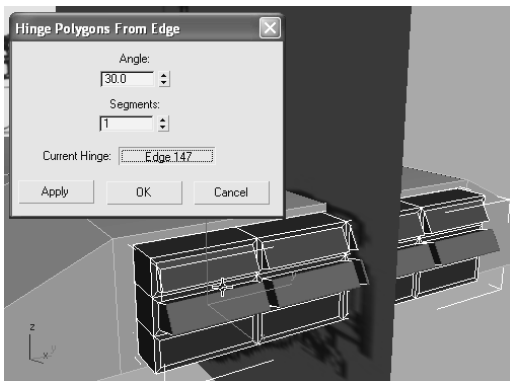 Hinge Polygons From Edge
Angle:
30.0
Segments:
1
Current Hinge: Edge 147
Apply OK Cancel
z
x